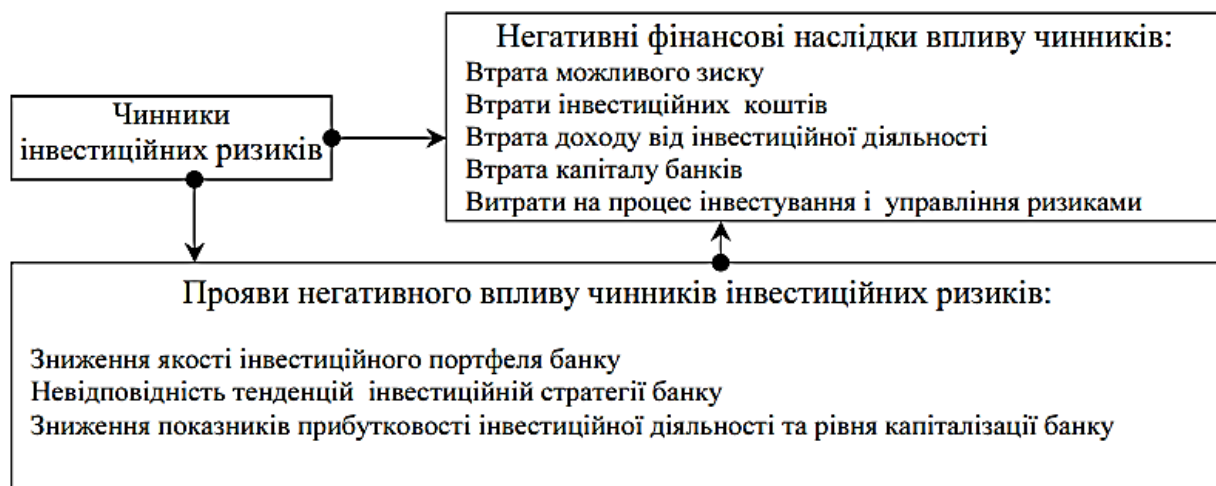 Негативні фінансові наслідки впливу чинників:
Втрата можливого зиску
Втрати інвестиційних коштів
Втрата доходу від інвестиційної діяльності
Втрата капіталу банків
Витрати на процес інвестування і управління ризиками
Чинники
інвестиційних ризиків
Прояви негативного впливу чинників інвестиційних ризиків:
Зниження якості інвестиційного портфеля банку
Невідповідність тенденцій інвестиційній стратегії банку
Зниження показників прибутковості інвестиційної діяльності та рівня капіталізації банку